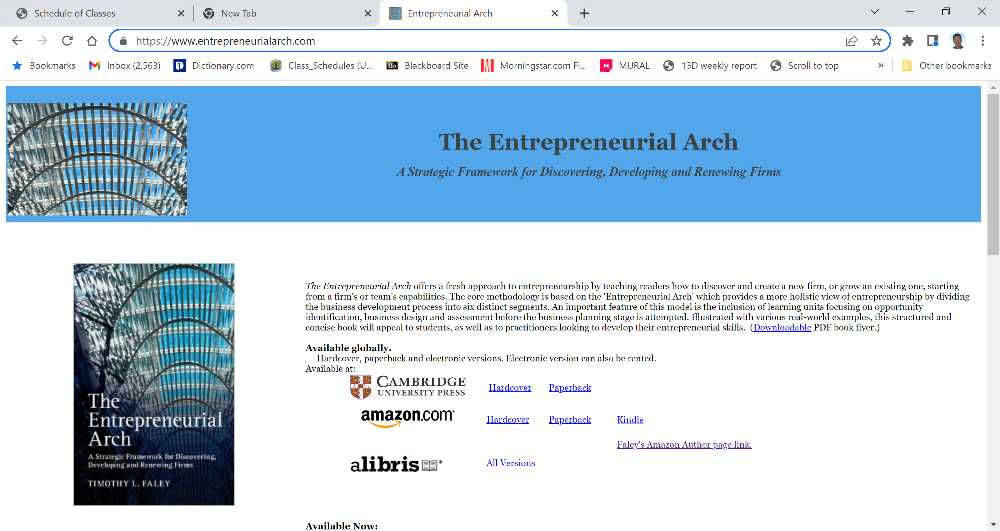 Schedule of Classes
New Tab
Entrepreneurial Arch
https://www.entrepreneurialarch.com
Bookmarks
Inbox (2,563)
Dictionary.com
Class_Schedules (U...
Bb
Blackboard Site
Morningstar.com Fi...
M
MURAL
13D weekly report
Scroll to top
»
Other bookmarks
The Entrepreneurial Arch
A Strategic Framework for Discovering, Developing and Renewing Firms
The
Entrepreneurial
Arch
A Strategic Framework for Discovering,
Developing and Renewing Firms
TIMOTHY L. FALEY
The Entrepreneurial Arch offers a fresh approach to entrepreneurship by teaching readers how to discover and create a new firm, or grow an existing one, starting
from a firm's or team's capabilities. The core methodology is based on the 'Entrepreneurial Arch' which provides a more holistic view of entrepreneurship by dividing
the business development process into six distinct segments. An important feature of this model is the inclusion of learning units focusing on opportunity
identification, business design and assessment before the business planning stage is attempted. Illustrated with various real-world examples, this structured and
concise book will appeal to students, as well as to practitioners looking to develop their entrepreneurial skills. (Downloadable PDF book flyer.)
Available globally.
Hardcover, paperback and electronic versions. Electronic version can also be rented.
Available at:
CAMBRIDGE
UNIVERSITY PRESS
Hardcover
Paperback
amazon.com®
Hardcover
Paperback
Kindle
Faley's Amazon Author page link.
alibris®
All Versions
Available Now: